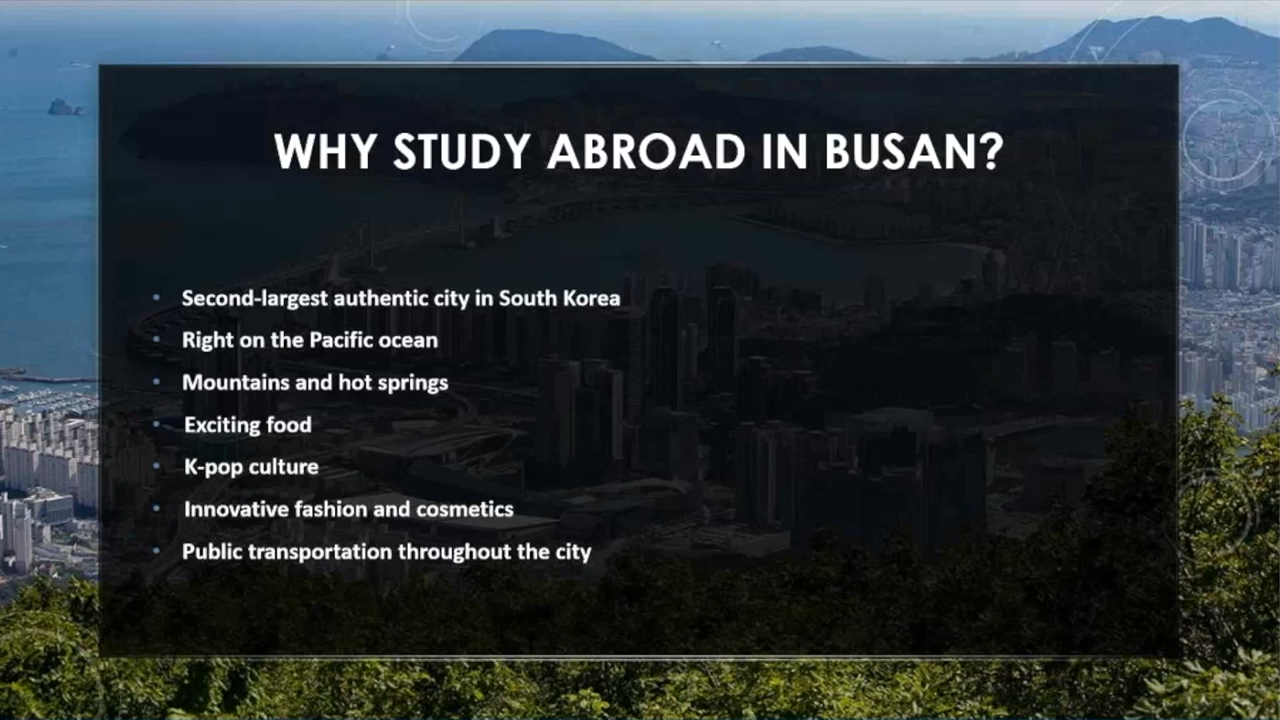 WHY STUDY ABROAD IN BUSAN?
Second-largest authentic city in South Korea
Right on the Pacific ocean
Mountains and hot springs
Exciting food
K-pop culture
Innovative fashion and cosmetics
Public transportation throughout the city